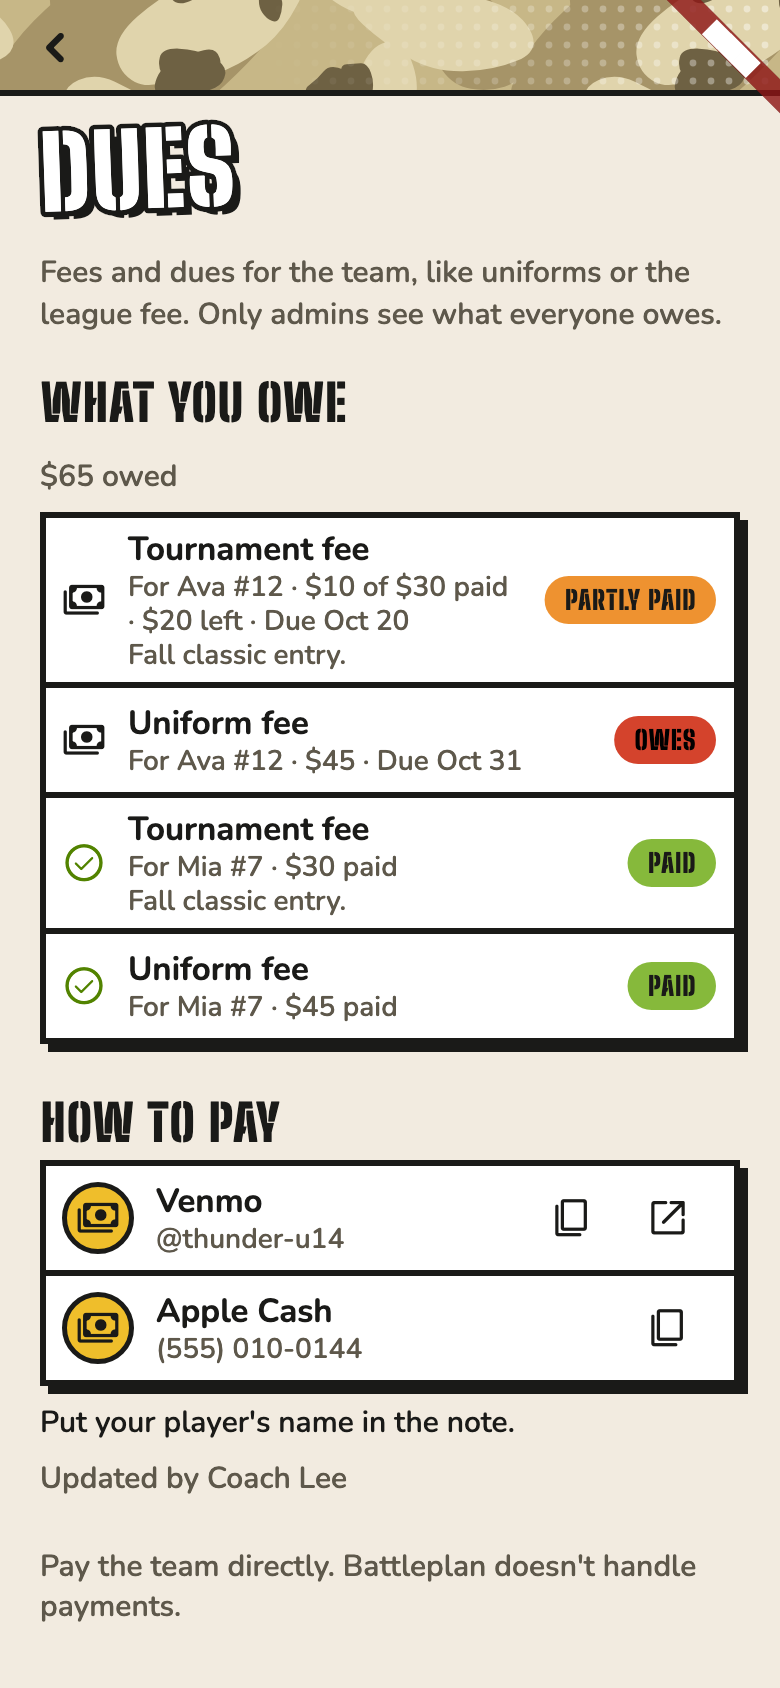 DUES
Fees and dues for the team, like uniforms or the
league fee. Only admins see what everyone owes.
WHAT YOU OWE
$65 owed
Tournament fee
For Ava #12 · $10 of $30 paid
· $20 left · Due Oct 20
Fall classic entry.
PARTLY PAID
Uniform fee
For Ava #12 · $45 · Due Oct 31
OWES
Tournament fee
For Mia #7 · $30 paid
Fall classic entry.
PAID
Uniform fee
For Mia #7 · $45 paid
PAID
HOW TO PAY
Venmo
@thunder-u14
Apple Cash
(555) 010-0144
Put your player's name in the note.
Updated by Coach Lee
Pay the team directly. Battleplan doesn't handle
payments.